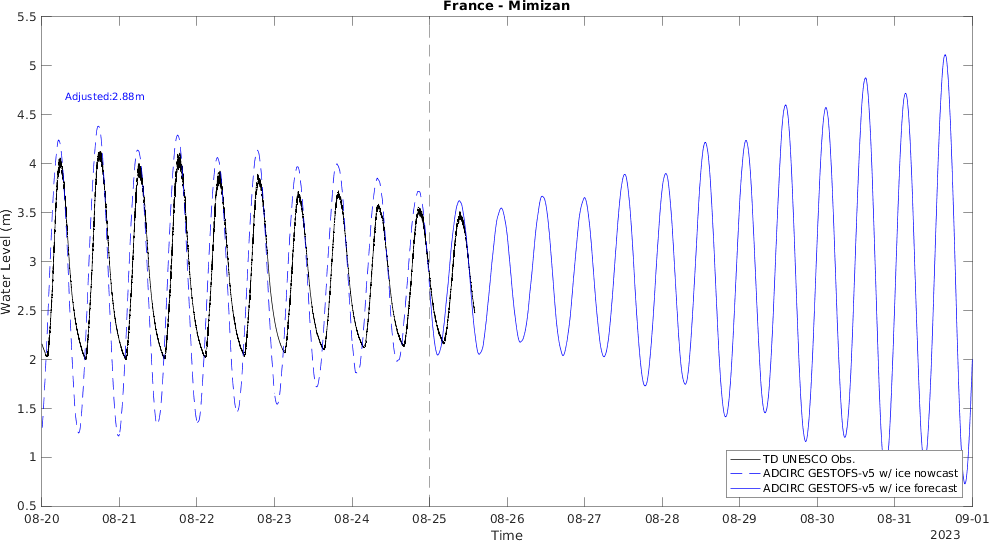 France - Mimizan
5.5
5
4.5
4
3.5
3
2.5
2
1.5
1
0.5
Water Level (m)
Adjusted:2.88m
TD UNESCO Obs.
ADCIRC GESTOFS-v5 w/ ice nowcast
ADCIRC GESTOFS-v5 w/ ice forecast
08-20 08-21 08-22 08-23 08-24 08-25 08-26 08-27 08-28 08-29 08-30 08-31 09-01
Time
2023